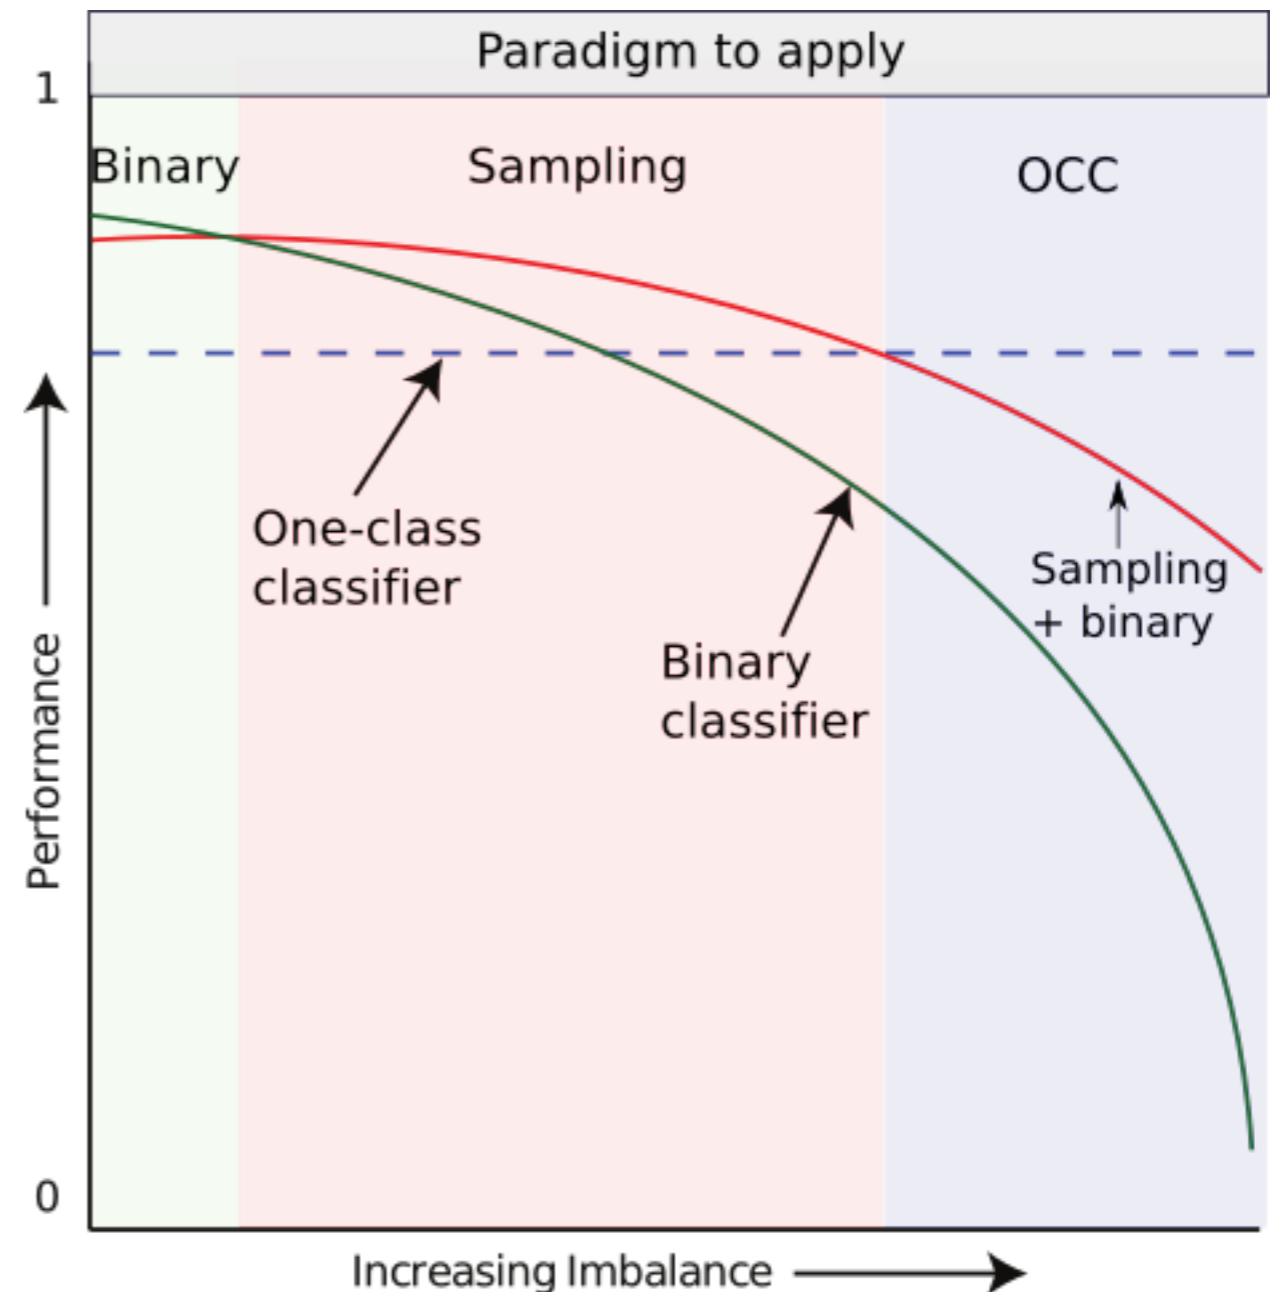 Paradigm to apply
1
Binary
Sampling
OCC
One-class
classifier
Binary
classifier
Sampling
+ binary
Performance
0
Increasing Imbalance